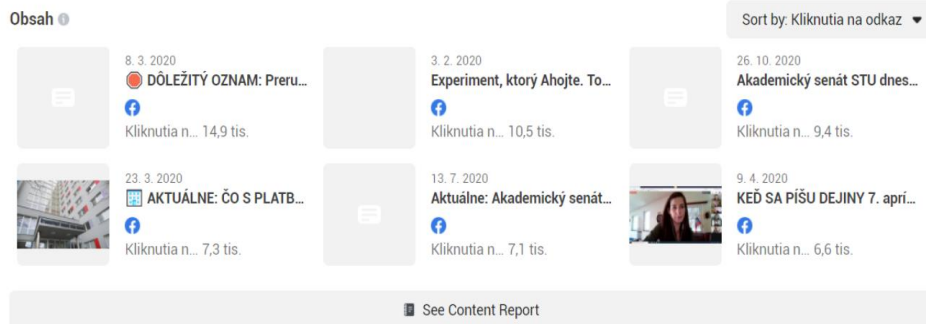 Obsah
Sort by: Kliknutia na odkaz
8. 3. 2020
DÔLEŽITÝ OZNAM: Preru...
Kliknutia n... 14,9 tis.
3. 2. 2020
Experiment, ktorý Ahojte. To...
Kliknutia n... 10,5 tis.
26. 10. 2020
Akademický senát STU dnes...
Kliknutia n... 9,4 tis.
23. 3. 2020
AKTUÁLNE: ČO S PLATB...
Kliknutia n... 7,3 tis.
13. 7. 2020
Aktuálne: Akademický senát...
Kliknutia n... 7,1 tis.
9. 4. 2020
KEĎ SA PÍŠU DEJINY 7. aprí...
Kliknutia n... 6,6 tis.
See Content Report